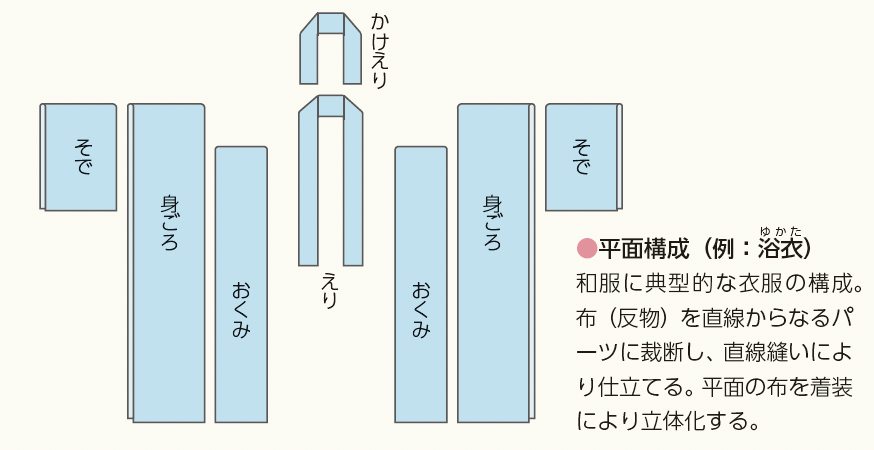 かけえり
そで
身ごろ
おくみ
えり
おくみ
身ごろ
そで
ゆかた
●平面構成（例：浴衣）
和服に典型的な衣服の構成。
布（反物）を直線からなるパ
ーツに裁断し、直線縫いによ
り仕立てる。平面の布を着装
により立体化する。